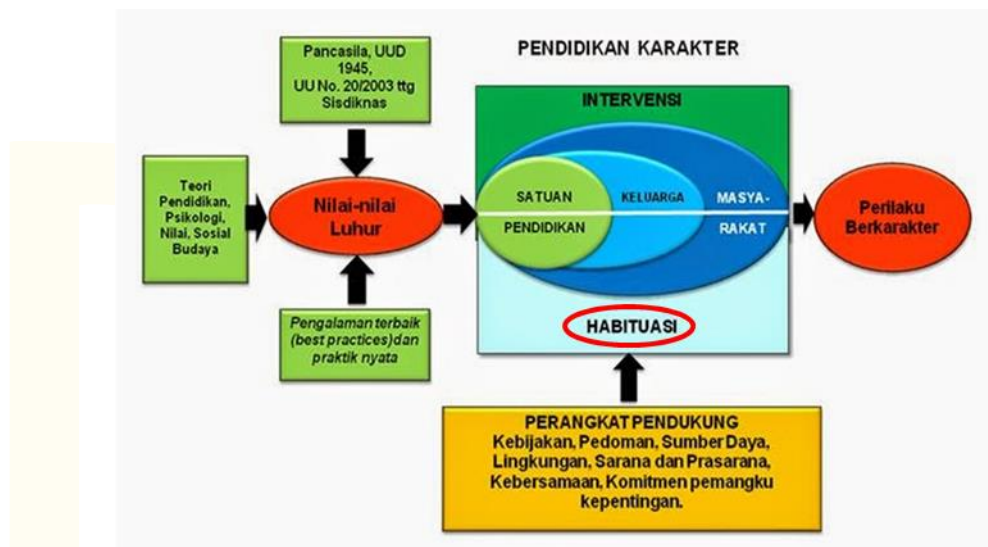 PENDIDIKAN KARAKTER
Pancasila, UUD
1945,
UU No. 20/2003 ttg
Sisdiknas
Teori
Pendidikan,
Psikologi,
Nilai, Sosial
Budaya
Nilai-nilai
Luhur
Pengalaman terbaik
(best practices)dan
praktik nyata
INTERVENSI
SATUAN
PENDIDIKAN
KELUARGA
MASYA-
RAKAT
HABITUASI
Perilaku
Berkarakter
PERANGKAT PENDUKUNG
Kebijakan, Pedoman, Sumber Daya,
Lingkungan, Sarana dan Prasarana,
Kebersamaan, Komitmen pemangku
kepentingan.